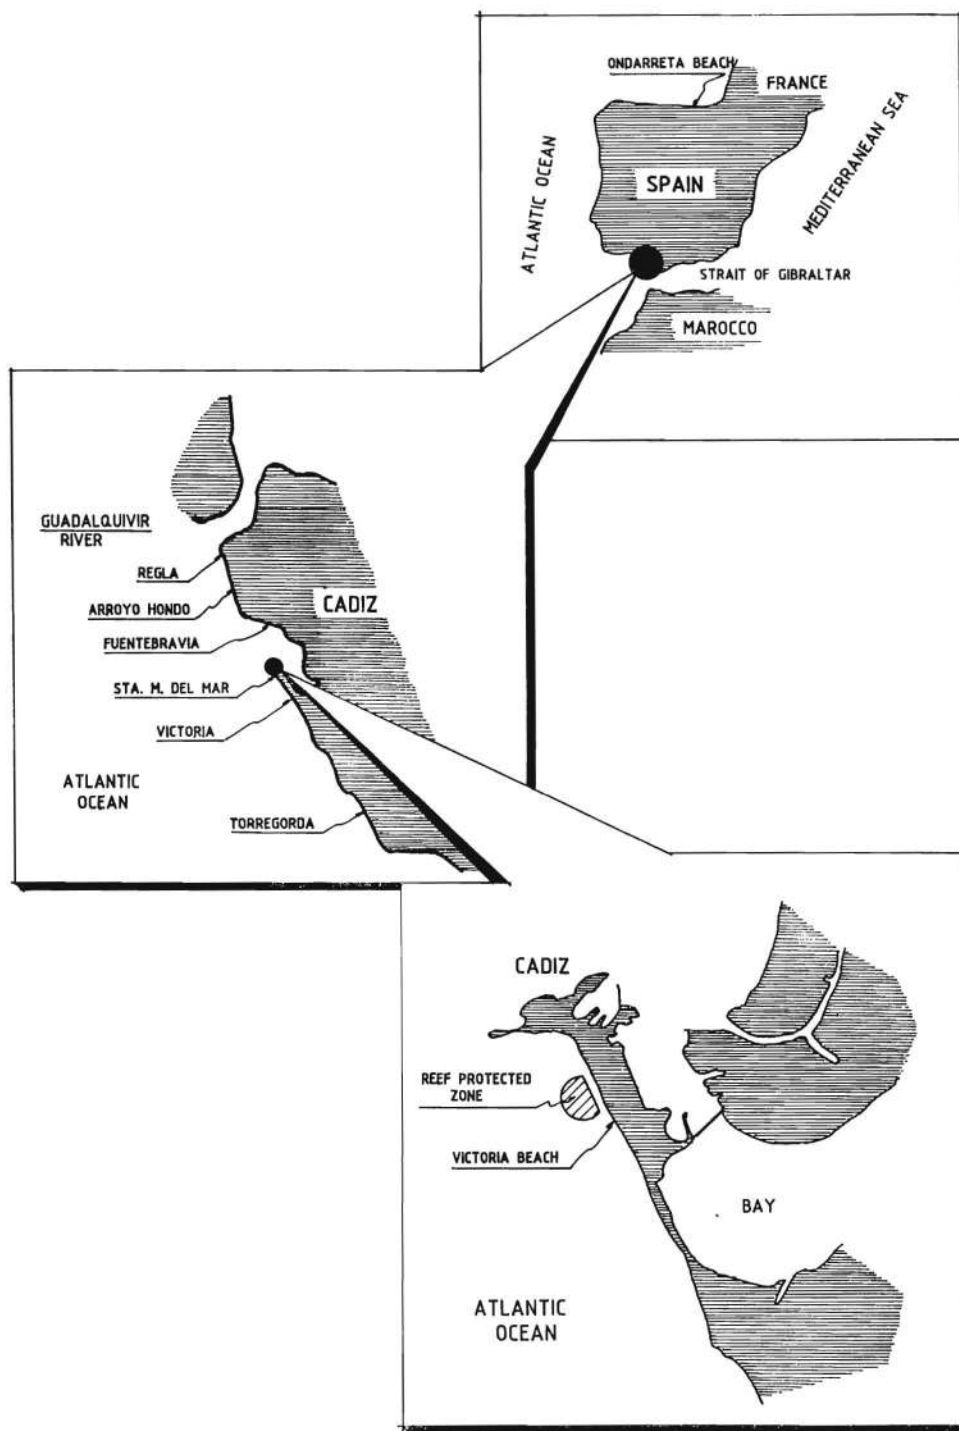 ONDARRETA BEACH
FRANCE
ATLANTIC OCEAN
SPAIN
MEDITERRANEAN SEA
STRAIT OF GIBRALTAR
MAROCCO
GUADALQUIVIR
RIVER
REGLA
ARROYO HONDO
CADIZ
FUENTEBRAVIA
STA. M. DEL MAR
VICTORIA
ATLANTIC
OCEAN
TORREGORDA
CADIZ
REEF PROTECTED
ZONE
VICTORIA BEACH
BAY
ATLANTIC
OCEAN